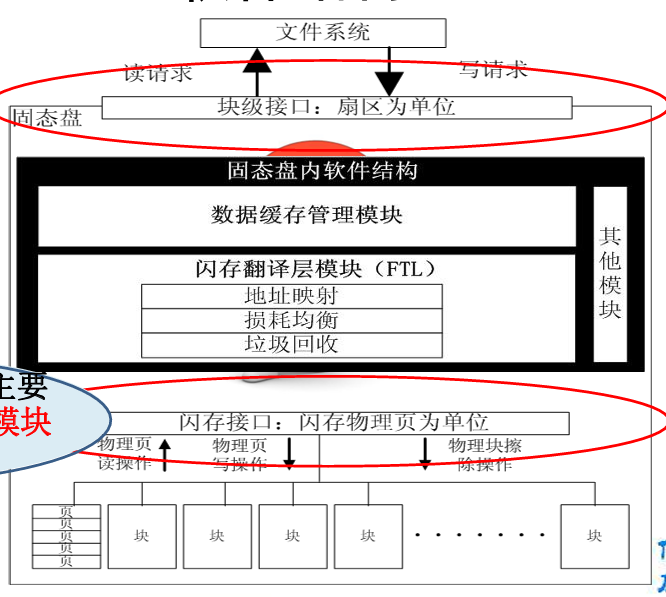 文件系统
读请求
写请求
块级接口：扇区为单位
固态盘
固态盘内软件结构
数据缓存管理模块
其他模块
闪存翻译层模块（FTL）
地址映射
损耗均衡
垃圾回收
主要
模块
闪存接口：闪存物理页为单位
物理页
读操作
物理页
写操作
物理块擦
除操作
页
页
页
页
页
块
块
块
块
块